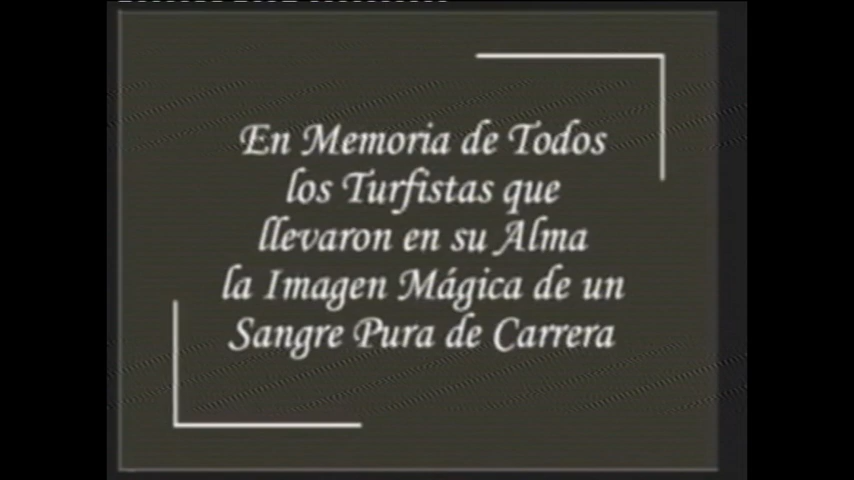 En Memoria de Todos
los Turfistas que
llevaron en su Alma
la Imagen Mágica de un
Sangre Pura de Carrera